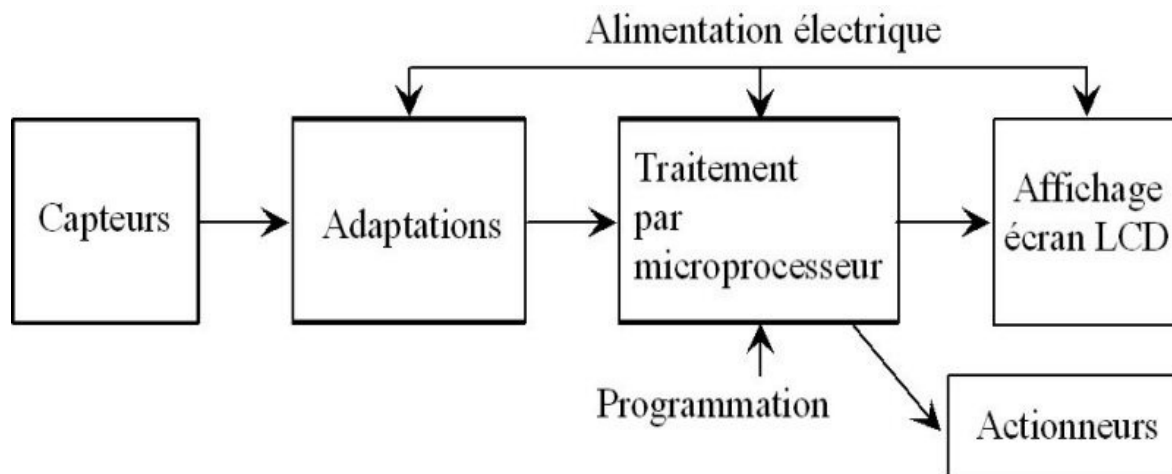 Alimentation électrique
Capteurs
Adaptations
Traitement
par
microprocesseur
Affichage
écran LCD
Programmation
Actionneurs